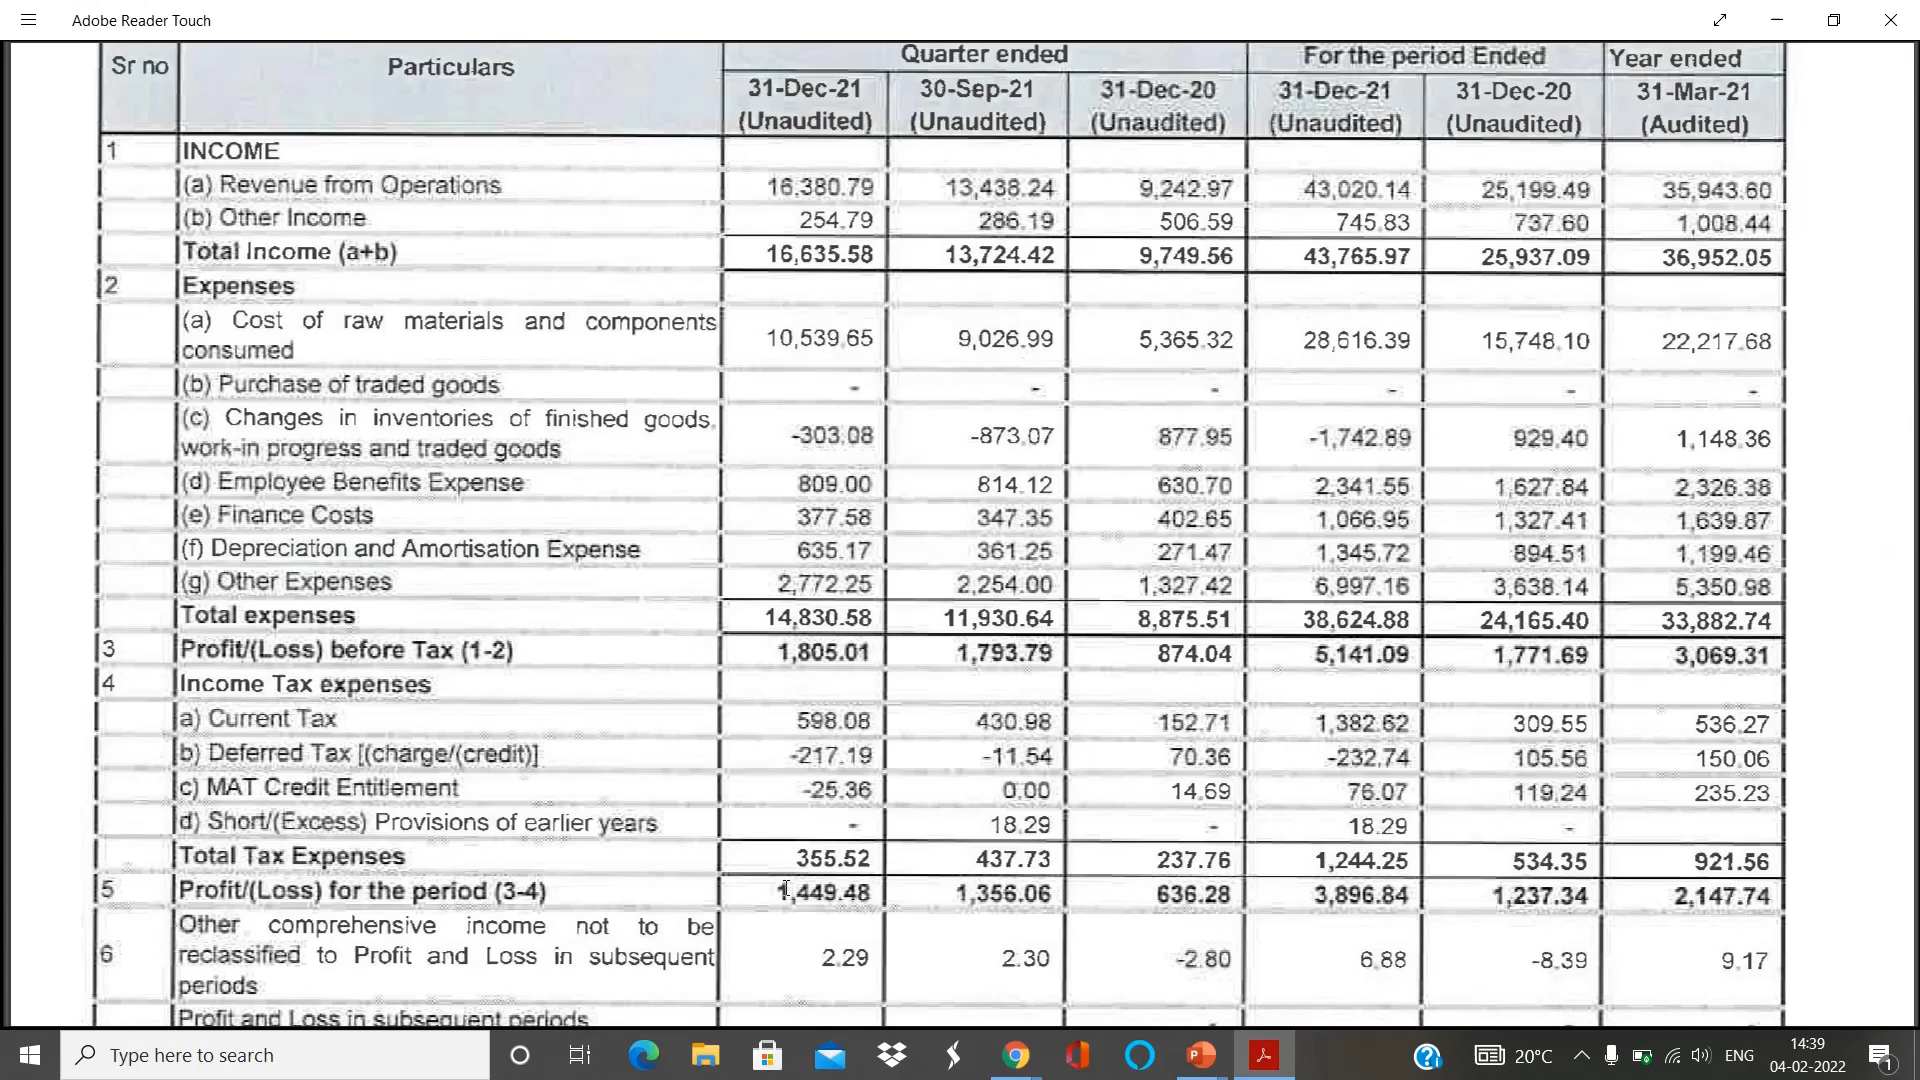 Adobe Reader Touch
Sr no Particulars Quarter ended For the period Ended Year ended
31-Dec-21 30-Sep-21 31-Dec-20 31-Dec-21 31-Dec-20 31-Mar-21
(Unaudited) (Unaudited) (Unaudited) (Unaudited) (Unaudited) (Audited)
1 INCOME
(a) Revenue from Operations 16,380.79 13,438.24 9,242.97 43,020.14 25,199.49 35,943.60
(b) Other Income 254.79 286.19 506.59 745.83 737.60 1,008.44
Total Income (a+b) 16,635.58 13,724.42 9,749.56 43,765.97 25,937.09 36,952.05
2 Expenses
(a) Cost of raw materials and components
consumed 10,539.65 9,026.99 5,365.32 28,616.39 15,748.10 22,217.68
(b) Purchase of traded goods - - - - - -
(c) Changes in inventories of finished goods,
work-in progress and traded goods -303.08 -873.07 877.95 -1,742.89 929.40 1,148.36
(d) Employee Benefits Expense 809.00 814.12 630.70 2,341.55 1,627.84 2,326.38
(e) Finance Costs 377.58 347.35 402.65 1,066.95 1,327.41 1,639.87
(f) Depreciation and Amortisation Expense 635.17 361.25 271.47 1,345.72 894.51 1,199.46
(g) Other Expenses 2,772.25 2,254.00 1,327.42 6,997.16 3,638.14 5,350.98
Total expenses 14,830.58 11,930.64 8,875.51 38,624.88 24,165.40 33,882.74
3 Profit/(Loss) before Tax (1-2) 1,805.01 1,793.79 874.04 5,141.09 1,771.69 3,069.31
4 Income Tax expenses
a) Current Tax 598.08 430.98 152.71 1,382.62 309.55 536.27
b) Deferred Tax [(charge/(credit)] -217.19 -11.54 70.36 -232.74 105.56 150.06
c) MAT Credit Entitlement -25.36 0.00 14.69 76.07 119.24 235.23
d) Short/(Excess) Provisions of earlier years - 18.29 - 18.29 -
Total Tax Expenses 355.52 437.73 237.76 1,244.25 534.35 921.56
5 Profit/(Loss) for the period (3-4) 1,449.48 1,356.06 636.28 3,896.84 1,237.34 2,147.74
Other comprehensive income not to be
6 reclassified to Profit and Loss in subsequent 2.29 2.30 -2.80 6.88 -8.39 9.17
periods
Profit and Loss in subsequent periods
Type here to search
20°C ENG 14:39
04-02-2022
1